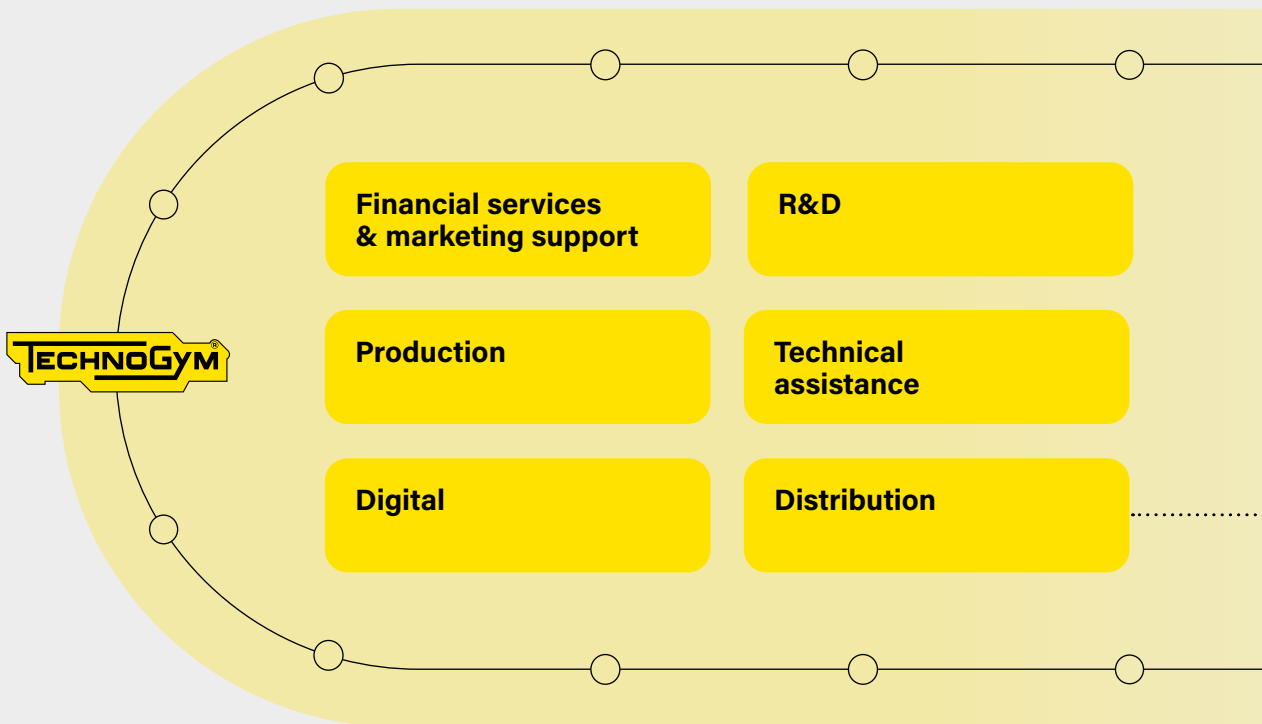 Financial services
& marketing support
R&D
TECHNOGYM®
Production
Technical
assistance
Digital
Distribution